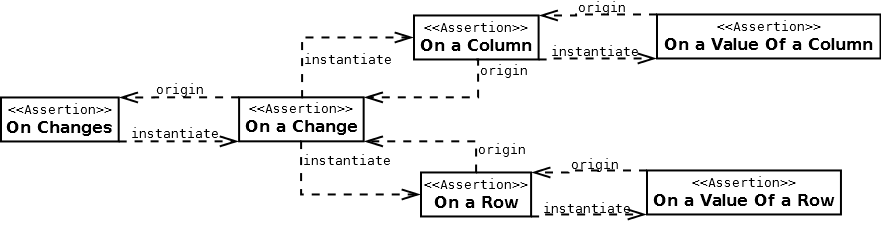 origin
<<Assertion>>
On a Column
<<Assertion>>
On a Value Of a Column
instantiate
instantiate
origin
origin
<<Assertion>>
On Changes
<<Assertion>>
On a Change
instantiate
origin
instantiate
origin
<<Assertion>>
On a Row
<<Assertion>>
On a Value Of a Row
instantiate